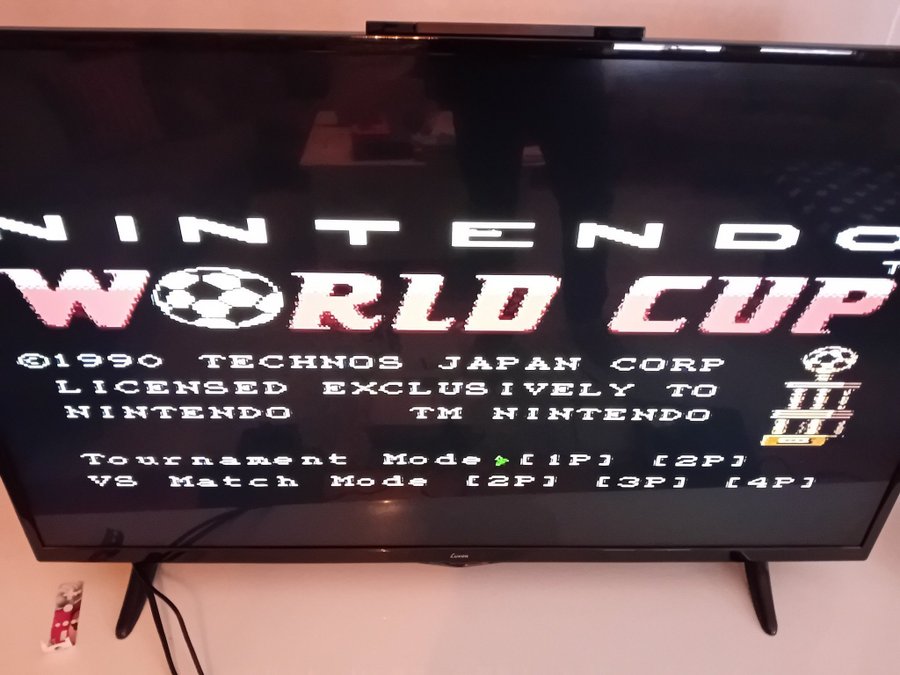 NINTENDO
WORLD CUP
©1990 TECHNOS JAPAN CORP
LICENSED EXCLUSIVELY TO
NINTENDO TM NINTENDO
Tournament Mode [1P] [2P]
VS Match Mode [2P] [3P] [4P]
Luxor